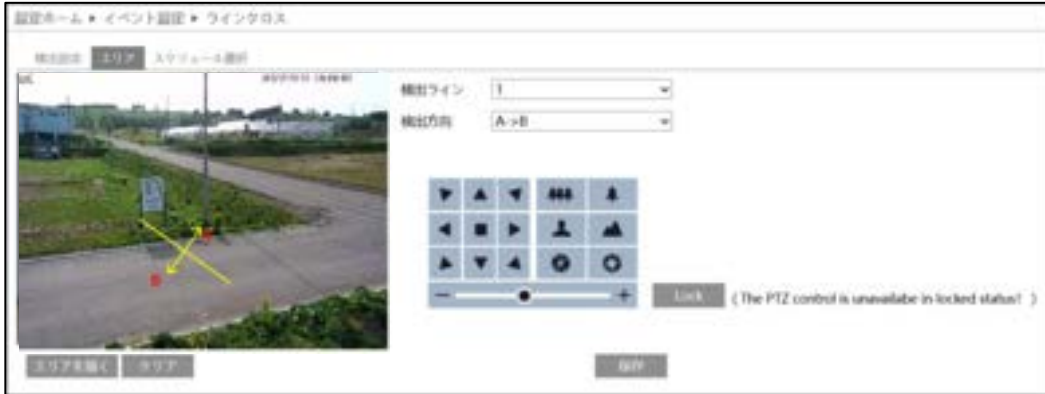 設定ホーム ▸ イベント設定 ▸ ラインクロス
検出設定 エリア スケジュール選択
検出ライン 1
検出方向 A->B
B
Lock (The PTZ control is unavailabe in locked status! )
エリアを描く クリア 保存